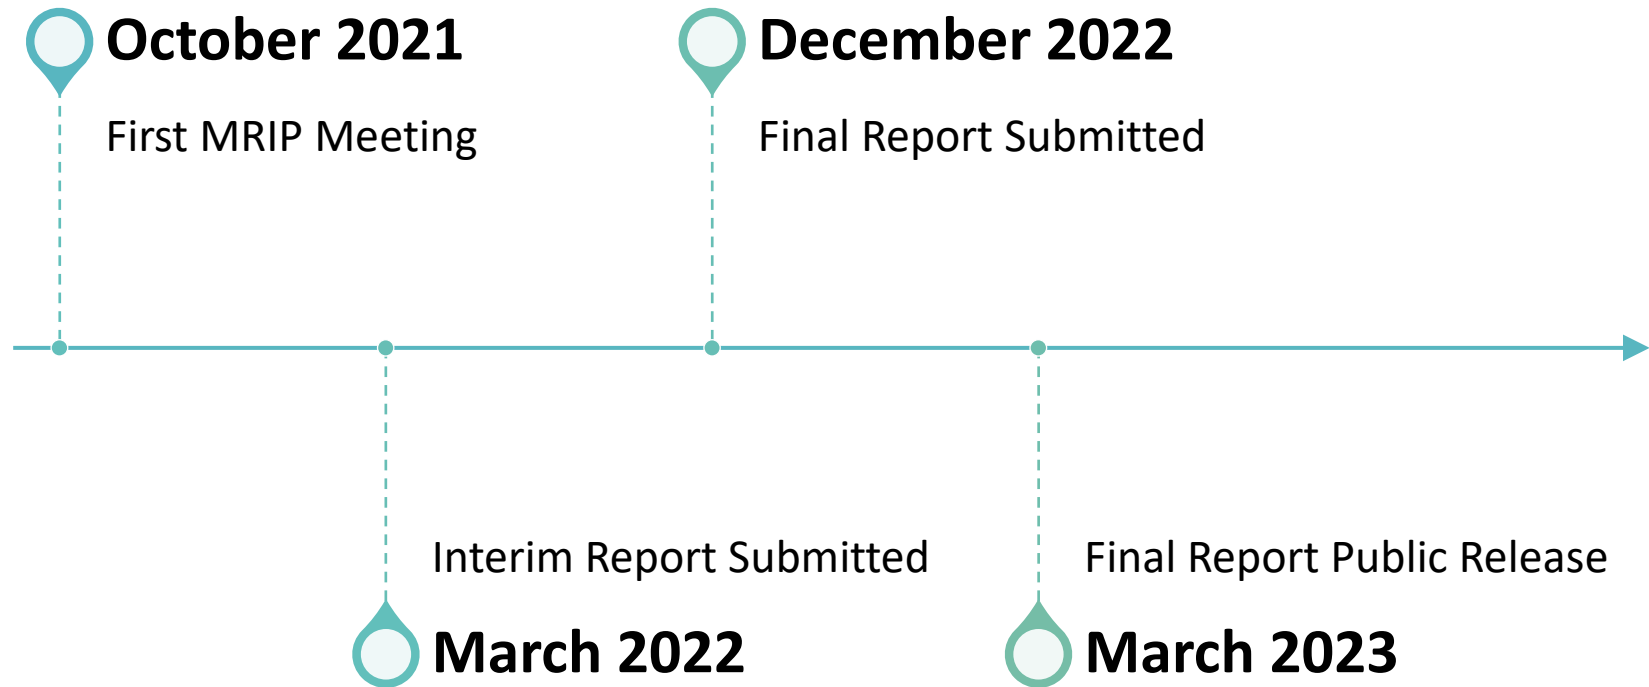 October 2021
First MRIP Meeting
December 2022
Final Report Submitted
Interim Report Submitted
March 2022
Final Report Public Release
March 2023